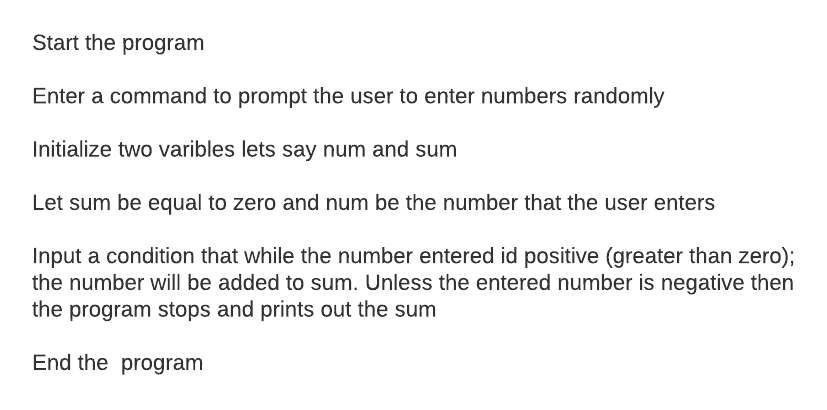 Start the program
Enter a command to prompt the user to enter numbers randomly
Initialize two varibles lets say num and sum
Let sum be equal to zero and num be the number that the user enters
Input a condition that while the number entered id positive (greater than zero);
the number will be added to sum. Unless the entered number is negative then
the program stops and prints out the sum
End the  program